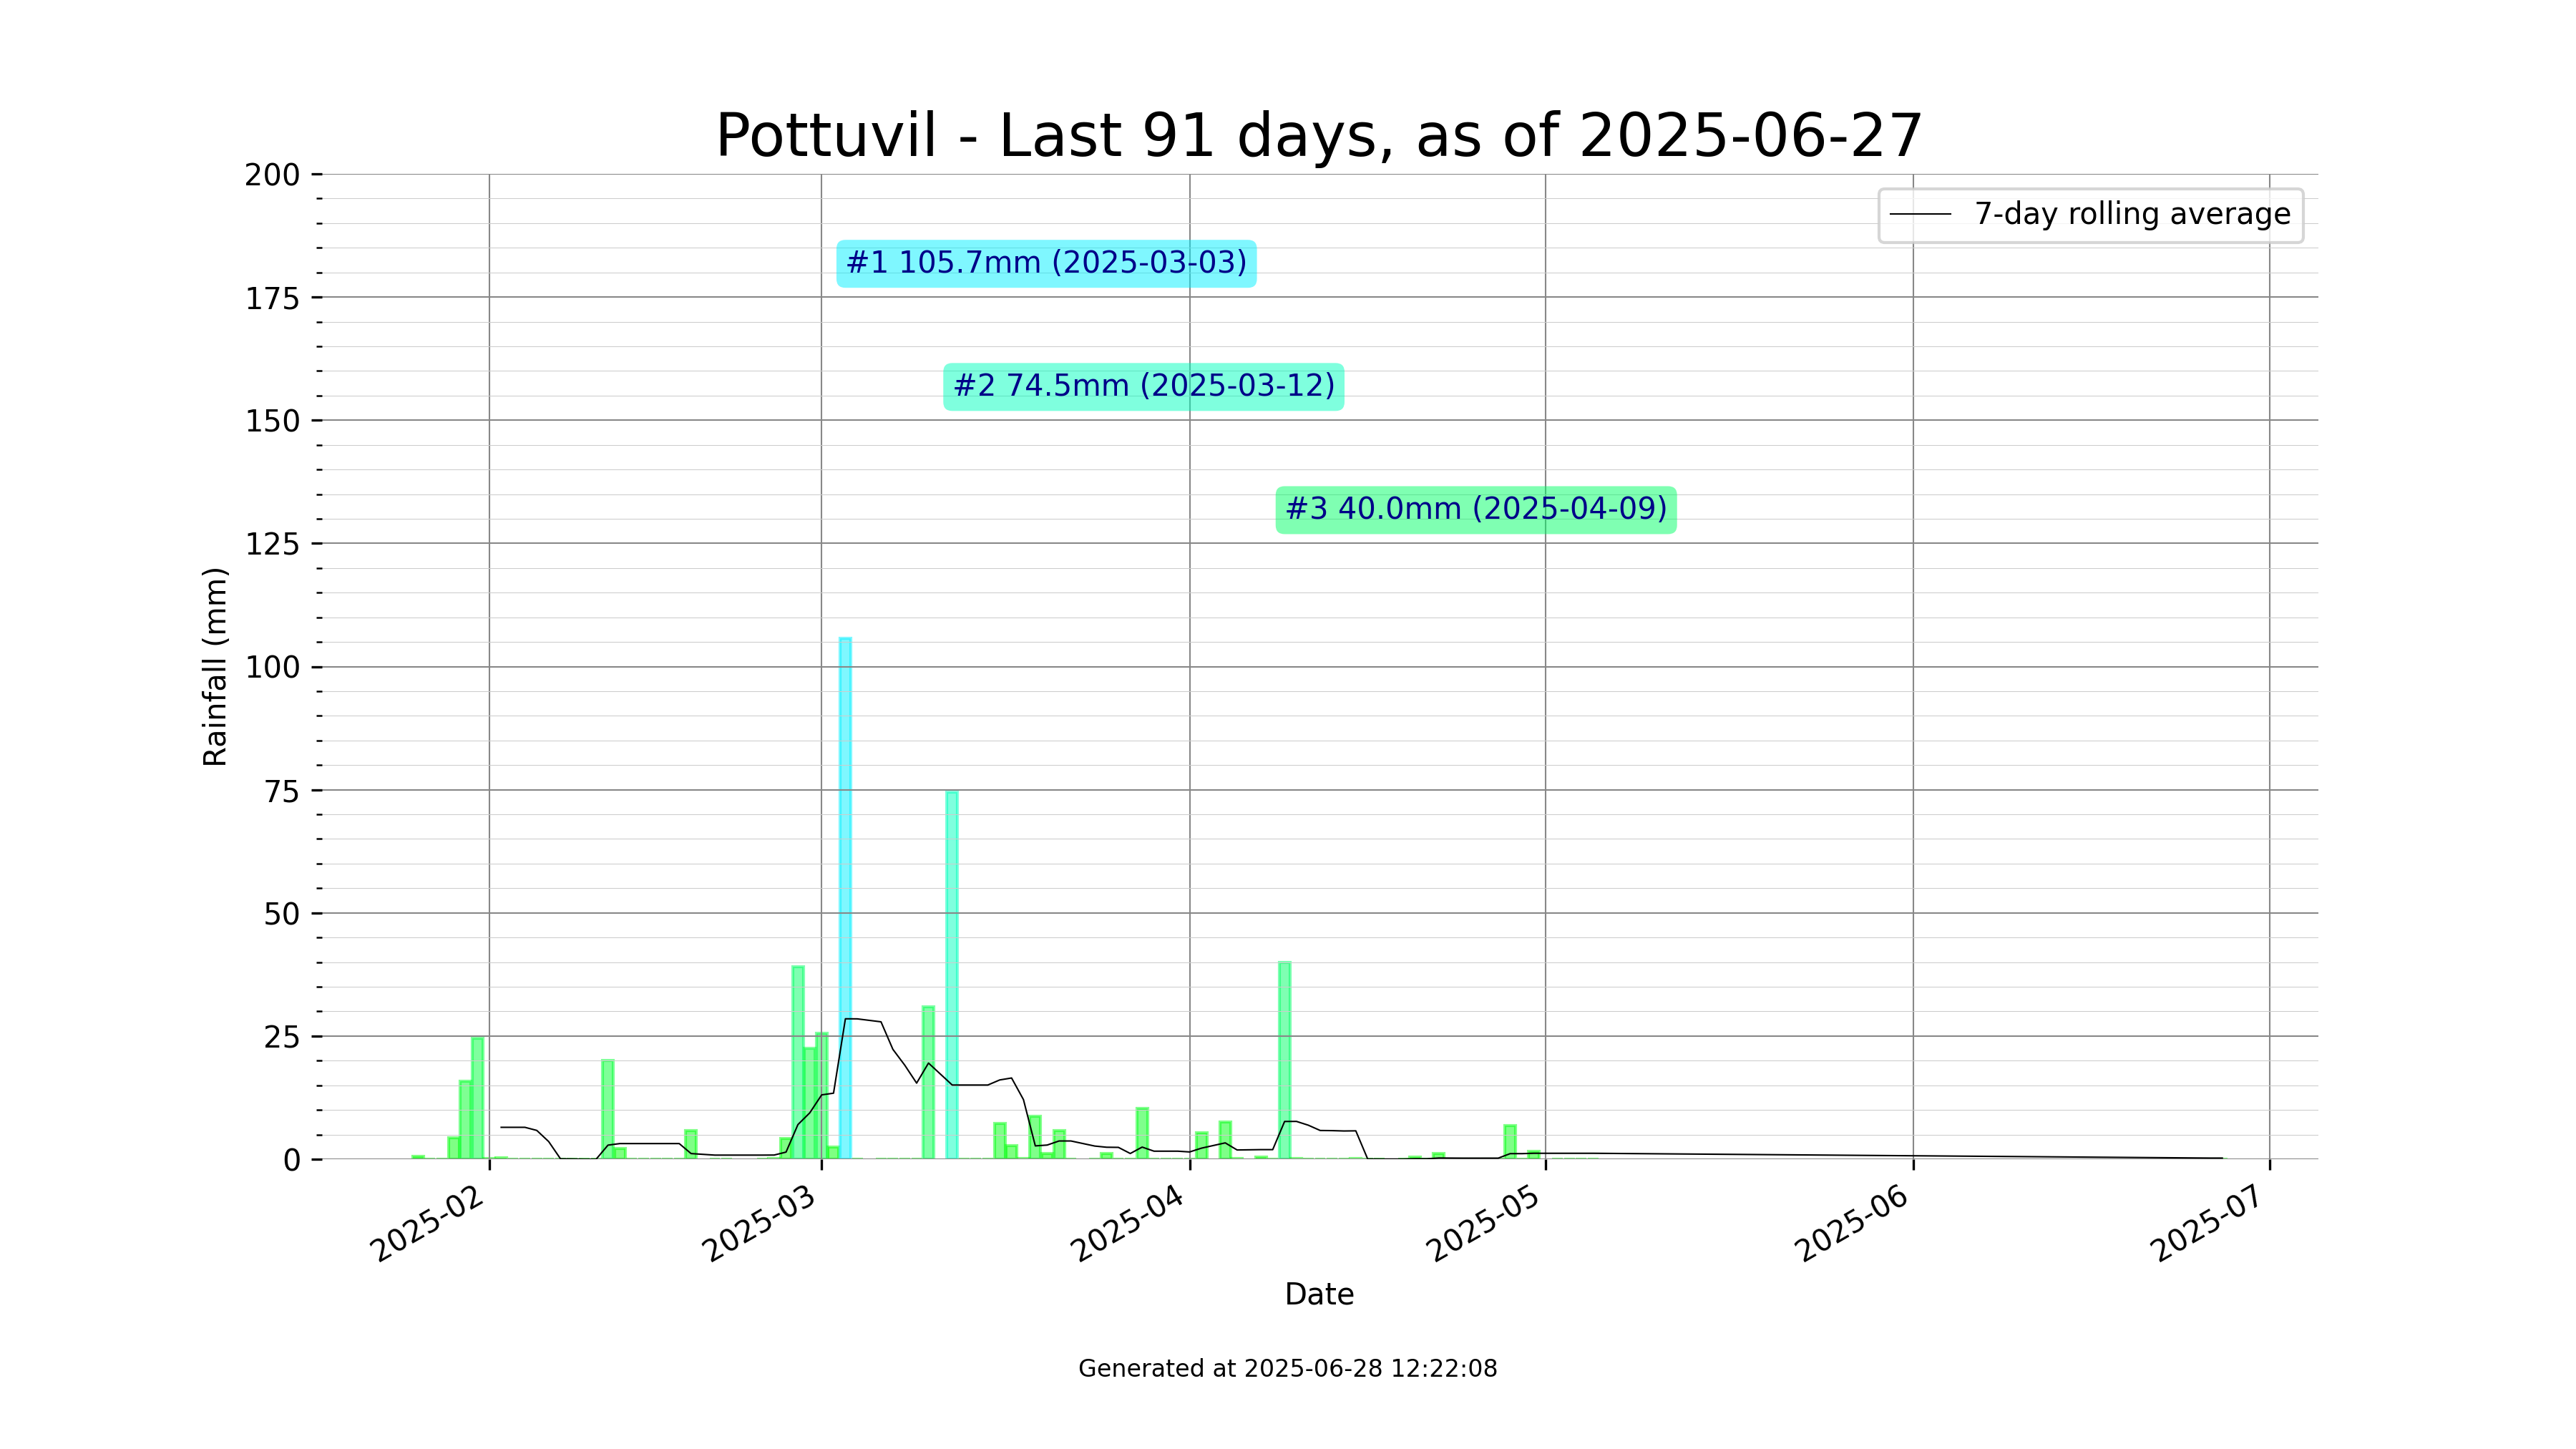 Pottuvil - Last 91 days, as of 2025-06-27
200
175
150
125
100
75
50
25
0
Rainfall (mm)
7-day rolling average
#1 105.7mm (2025-03-03)
#2 74.5mm (2025-03-12)
#3 40.0mm (2025-04-09)
2025-02
2025-03
2025-04
2025-05
2025-06
2025-07
Date
Generated at 2025-06-28 12:22:08